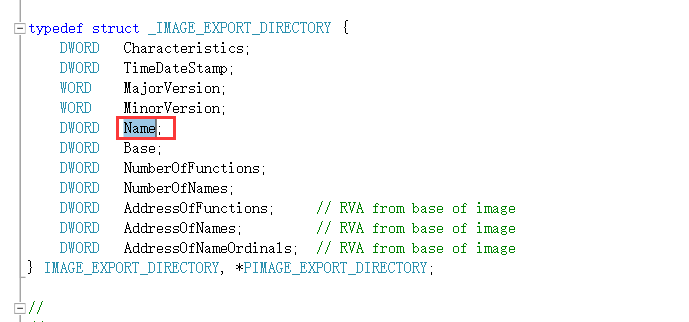 typedef struct _IMAGE_EXPORT_DIRECTORY {
DWORD Characteristics;
DWORD TimeDateStamp;
WORD MajorVersion;
WORD MinorVersion;
DWORD Name;
DWORD Base;
DWORD NumberOfFunctions;
DWORD NumberOfNames;
DWORD AddressOfFunctions; // RVA from base of image
DWORD AddressOfNames; // RVA from base of image
DWORD AddressOfNameOrdinals; // RVA from base of image
} IMAGE_EXPORT_DIRECTORY, *PIMAGE_EXPORT_DIRECTORY;
//